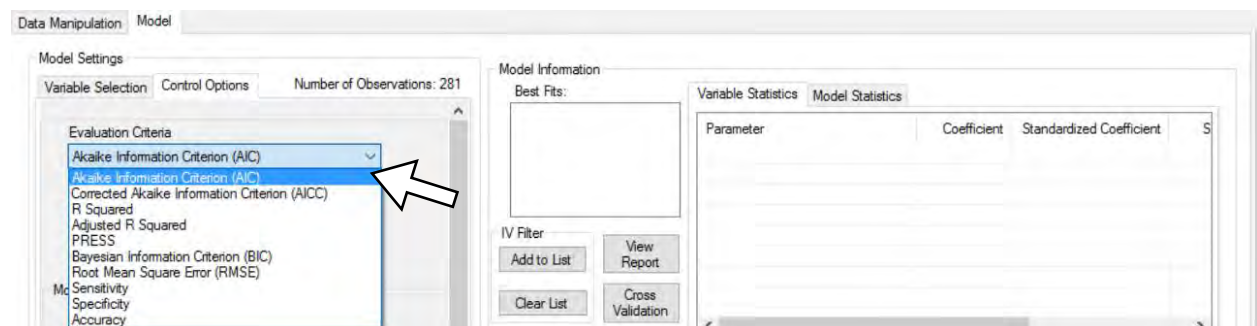 Data Manipulation Model
Model Settings
Variable Selection Control Options Number of Observations: 281
Evaluation Criteria
Akaike Information Criterion (AIC)
Akaike Information Criterion (AIC)
Corrected Akaike Information Criterion (AICC)
R Squared
Adjusted R Squared
PRESS
Bayesian Information Criterion (BIC)
Root Mean Square Error (RMSE)
Sensitivity
Specificity
Accuracy
Mo
Model Information
Best Fits:
IV Filter
Add to List
View
Report
Clear List
Cross
Validation
Variable Statistics Model Statistics
Parameter Coefficient Standardized Coefficient S